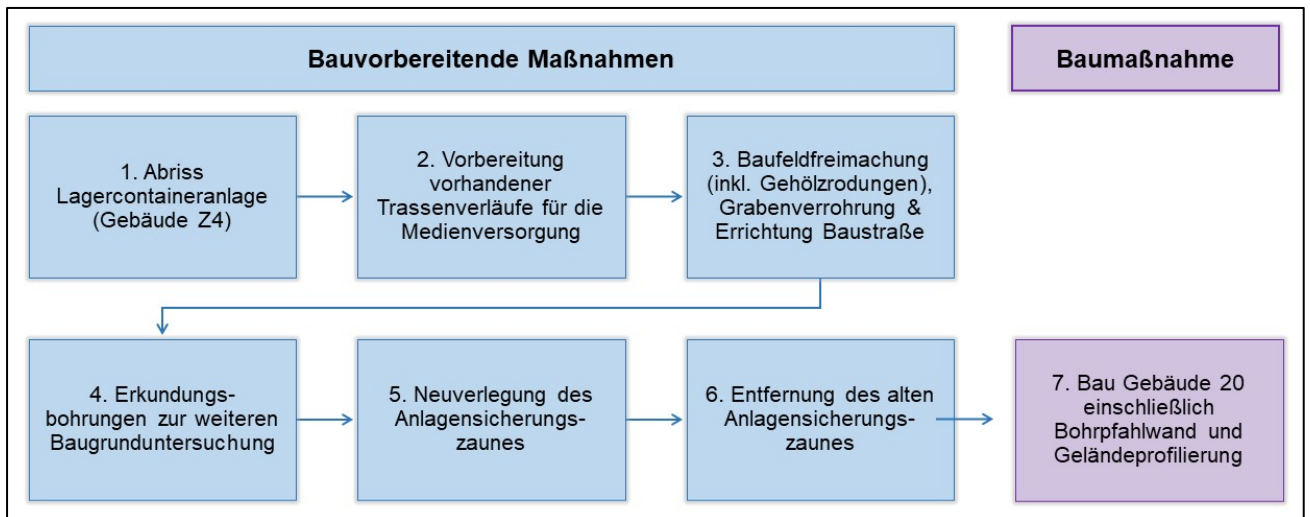 Bauvorbereitende Maßnahmen
Baumaßnahme
1. Abriss
Lagercontaineranlage
(Gebäude Z4)
2. Vorbereitung
vorhandener
Trassenverläufe für die
Medienversorgung
3. Baufeldfreimachung
(inkl. Gehölzrodungen),
Grabenverrohrung &
Errichtung Baustraße
4. Erkundungs-
bohrungen zur weiteren
Baugrunduntersuchung
5. Neuverlegung des
Anlagensicherungs-
zaunes
6. Entfernung des alten
Anlagensicherungs-
zaunes
7. Bau Gebäude 20
einschließlich
Bohrpfahlwand und
Geländeprofilierung